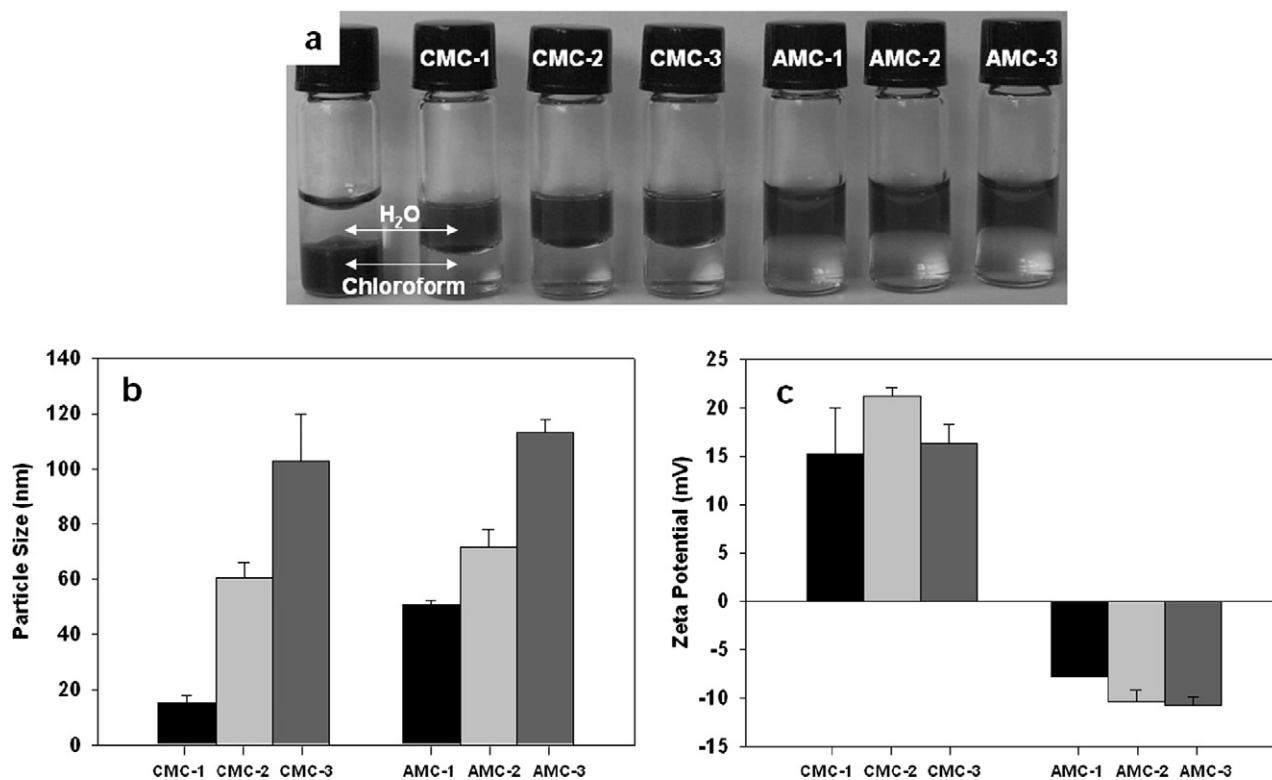 a
CMC-1 CMC-2 CMC-3 AMC-1 AMC-2 AMC-3
H₂O
Chloroform
b
Particle Size (nm)
140
120
100
80
60
40
20
0
CMC-1 CMC-2 CMC-3 AMC-1 AMC-2 AMC-3
c
Zeta Potential (mV)
25
20
15
10
5
0
-5
-10
-15
CMC-1 CMC-2 CMC-3 AMC-1 AMC-2 AMC-3